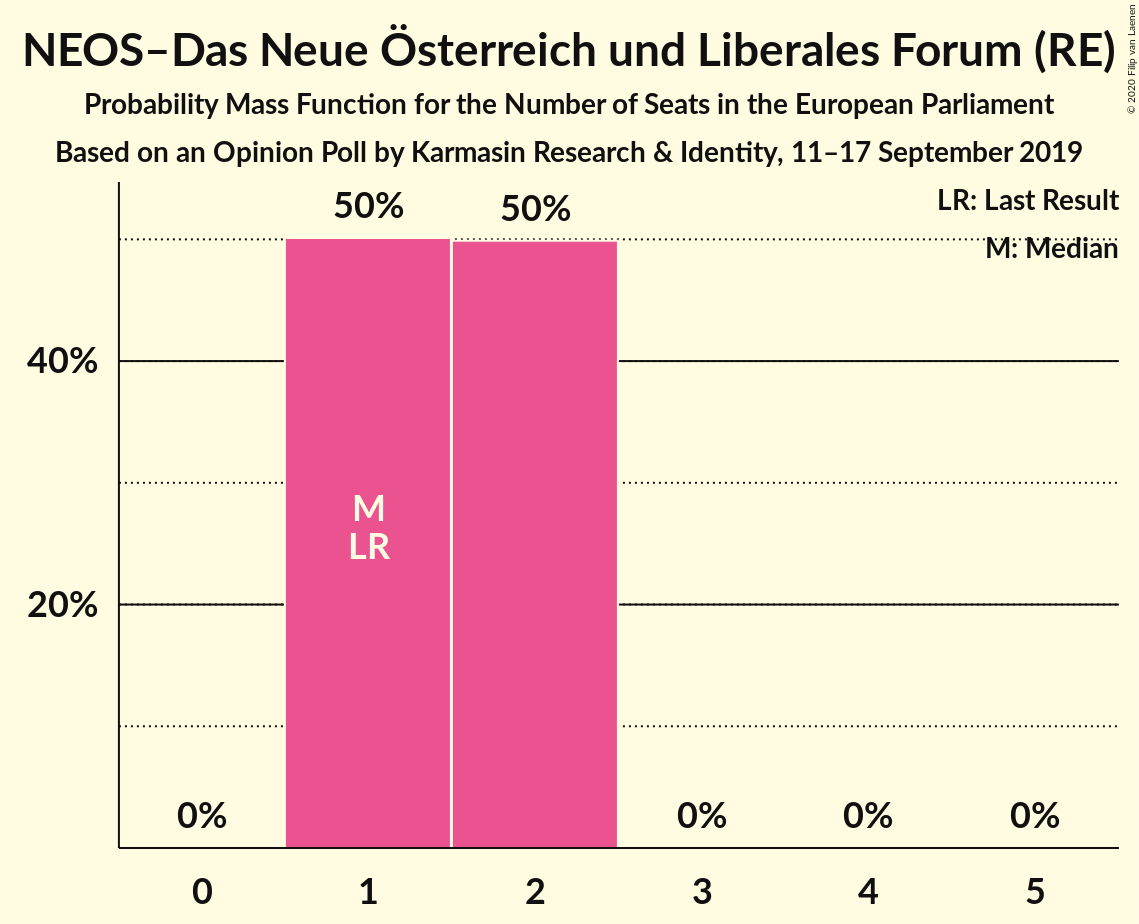 NEOS–Das Neue Österreich und Liberales Forum (RE)
Probability Mass Function for the Number of Seats in the European Parliament
Based on an Opinion Poll by Karmasin Research & Identity, 11–17 September 2019
© 2020 Filip van Laenen
LR: Last Result
M: Median
50%
50%
40%
M
LR
20%
0%
0%
0%
0%
0
1
2
3
4
5